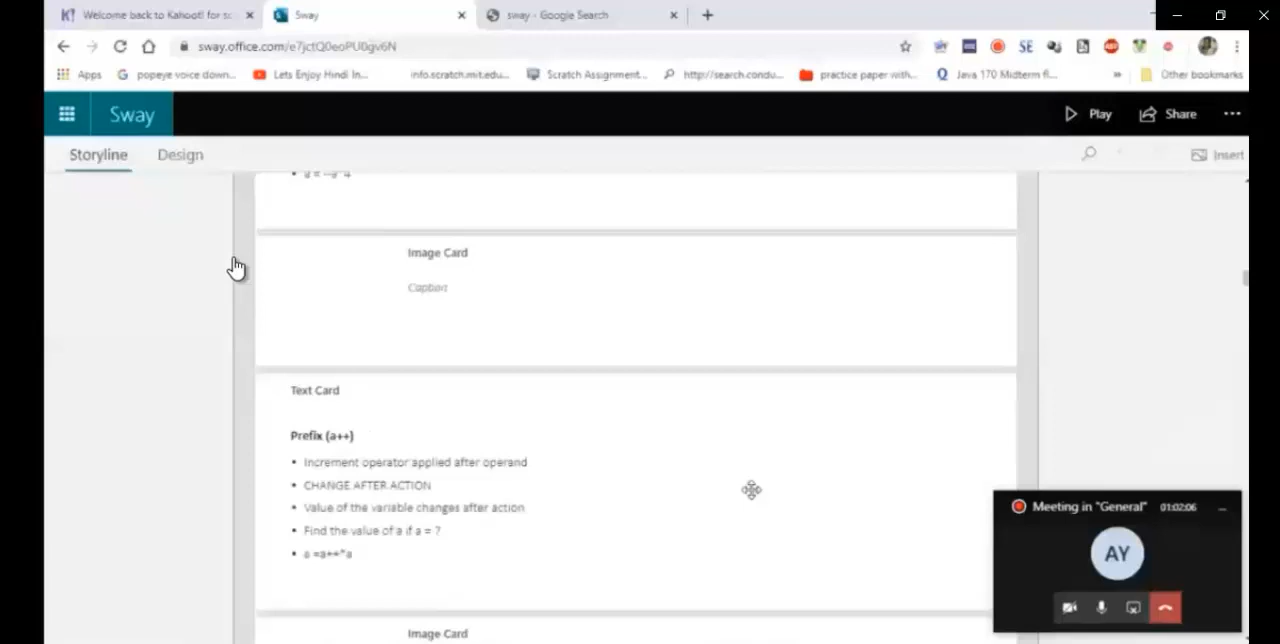 Welcome back to Kahoot! for sc
Sway
sway - Google Search
sway.office.com/e7jctQ0eoPU0gv6N
SE
Apps
popeye voice down...
Lets Enjoy Hindi In...
info.scratch.mit.edu...
Scratch Assignment...
http://search.condu...
practice paper with...
Java 170 Midterm fl...
Other bookmarks
Sway
Play
Share
Storyline
Design
Insert
Image Card
Caption
Text Card
Prefix (a++)
• Increment operator applied after operand
• CHANGE AFTER ACTION
• Value of the variable changes after action
• Find the value of a if a = ?
• a =a++*a
Image Card
Meeting in "General"
01:02:06
AY